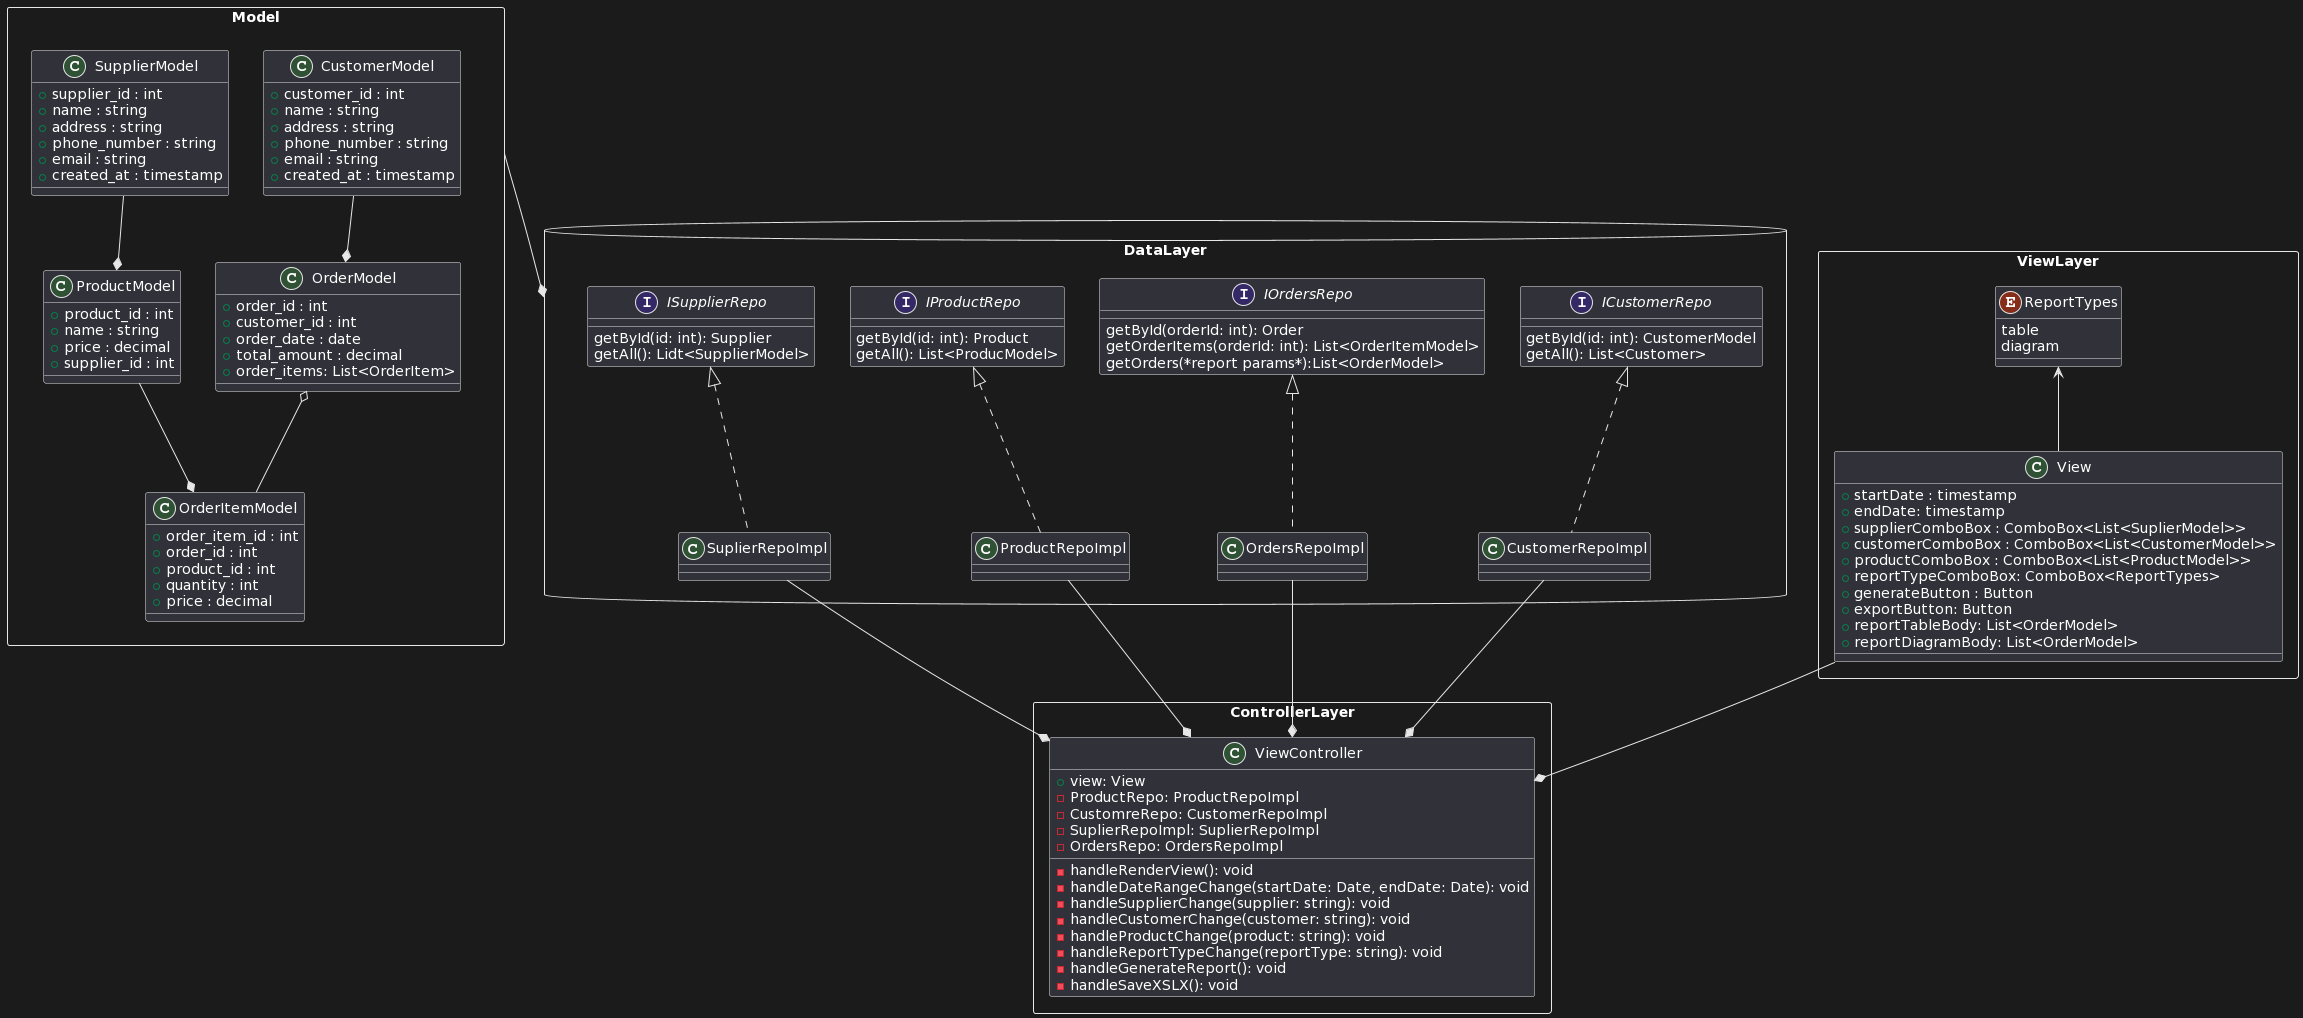 Model
C SupplierModel
supplier_id : int
name : string
address : string
phone_number : string
email : string
created_at : timestamp
C CustomerModel
customer_id : int
name : string
address : string
phone_number : string
email : string
created_at : timestamp
C ProductModel
product_id : int
name : string
price : decimal
supplier_id : int
C OrderModel
order_id : int
customer_id : int
order_date : date
total_amount : decimal
order_items: List<OrderItem>
C OrderItemModel
order_item_id : int
order_id : int
product_id : int
quantity : int
price : decimal
DataLayer
I ISupplierRepo
getById(id: int): Supplier
getAll(): Lidt<SupplierModel>
I IProductRepo
getById(id: int): Product
getAll(): List<ProducModel>
I IOrdersRepo
getById(orderId: int): Order
getOrderItems(orderId: int): List<OrderItemModel>
getOrders(*report params*):List<OrderModel>
I ICustomerRepo
getById(id: int): CustomerModel
getAll(): List<Customer>
C SuplierRepoImpl
C ProductRepoImpl
C OrdersRepoImpl
C CustomerRepoImpl
ViewLayer
E ReportTypes
table
diagram
C View
startDate : timestamp
endDate: timestamp
supplierComboBox : ComboBox<List<SuplierModel>>
customerComboBox : ComboBox<List<CustomerModel>>
productComboBox : ComboBox<List<ProductModel>>
reportTypeComboBox: ComboBox<ReportTypes>
generateButton : Button
exportButton: Button
reportTableBody: List<OrderModel>
reportDiagramBody: List<OrderModel>
ControllerLayer
C ViewController
view: View
ProductRepo: ProductRepoImpl
CustomreRepo: CustomerRepoImpl
SuplierRepoImpl: SuplierRepoImpl
OrdersRepo: OrdersRepoImpl
handleRenderView(): void
handleDateRangeChange(startDate: Date, endDate: Date): void
handleSupplierChange(supplier: string): void
handleCustomerChange(customer: string): void
handleProductChange(product: string): void
handleReportTypeChange(reportType: string): void
handleGenerateReport(): void
handleSaveXSLX(): void